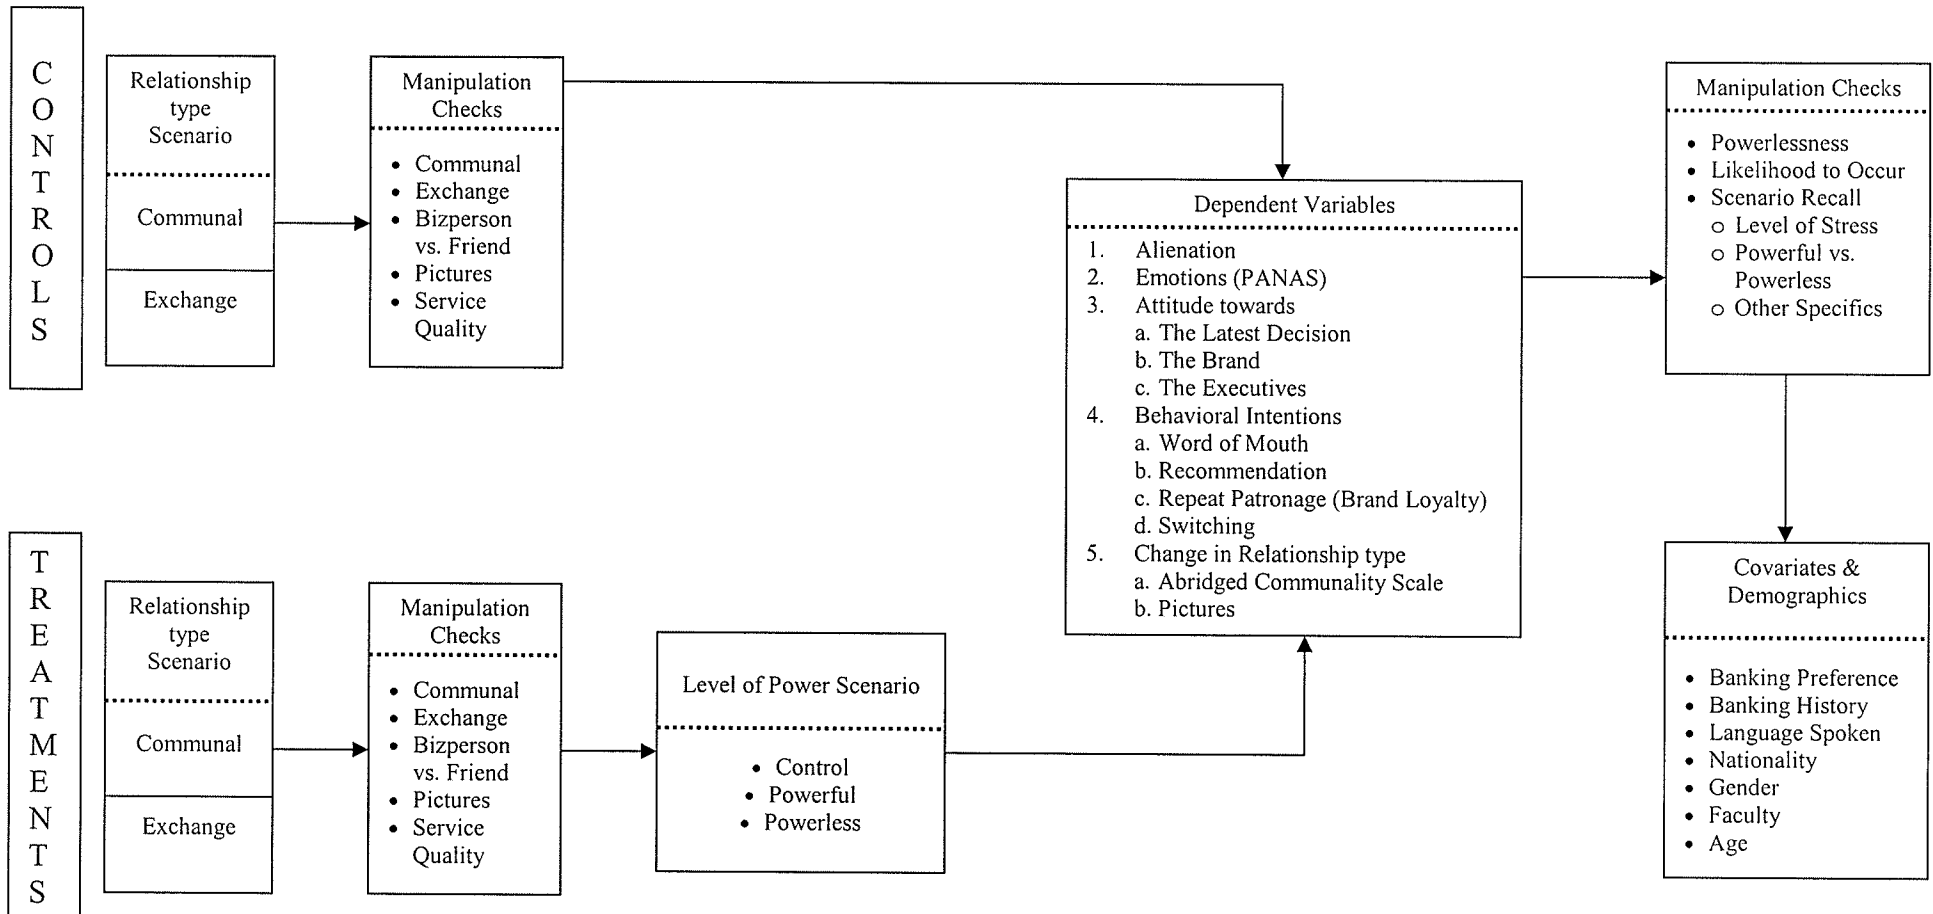 CONTROLS
Relationship
type
Scenario
Communal
Exchange
Manipulation
Checks
• Communal
• Exchange
• Bizperson
vs. Friend
• Pictures
• Service
Quality
TREATMENTS
Relationship
type
Scenario
Communal
Exchange
Manipulation
Checks
• Communal
• Exchange
• Bizperson
vs. Friend
• Pictures
• Service
Quality
Level of Power Scenario
• Control
• Powerful
• Powerless
Dependent Variables
1. Alienation
2. Emotions (PANAS)
3. Attitude towards
a. The Latest Decision
b. The Brand
c. The Executives
4. Behavioral Intentions
a. Word of Mouth
b. Recommendation
c. Repeat Patronage (Brand Loyalty)
d. Switching
5. Change in Relationship type
a. Abridged Communality Scale
b. Pictures
Manipulation Checks
• Powerlessness
• Likelihood to Occur
• Scenario Recall
o Level of Stress
o Powerful vs.
Powerless
o Other Specifics
Covariates &
Demographics
• Banking Preference
• Banking History
• Language Spoken
• Nationality
• Gender
• Faculty
• Age